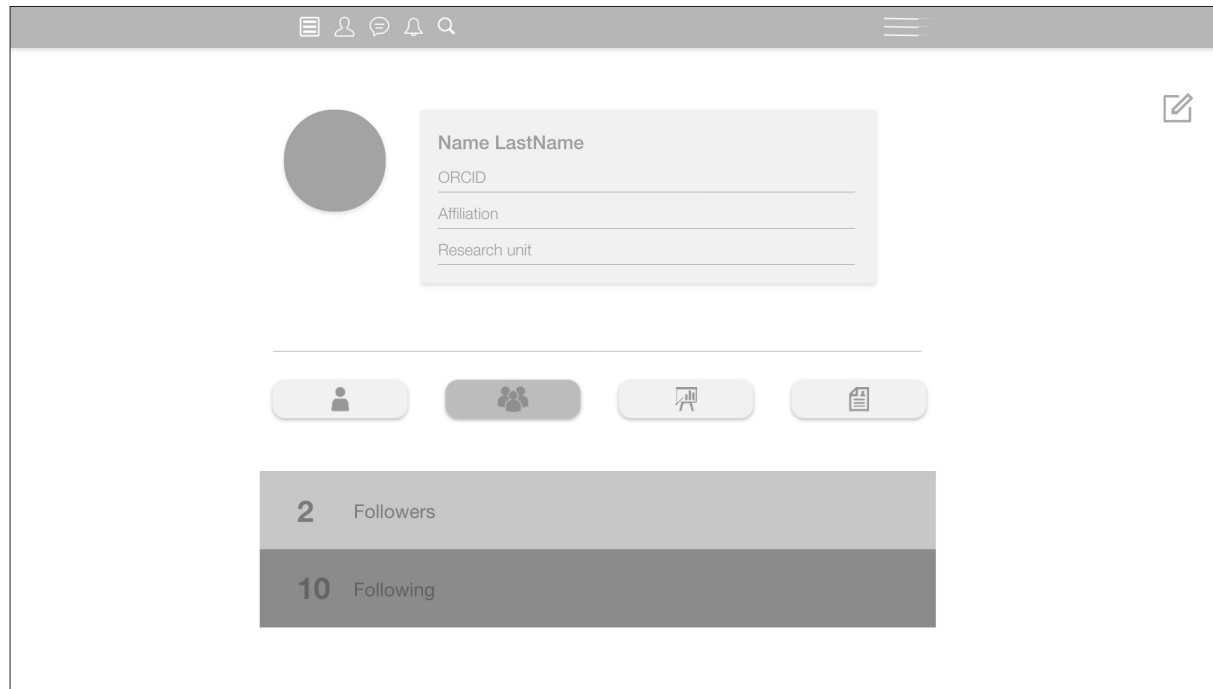 Name LastName
ORCID
Affiliation
Research unit
2 Followers
10 Following